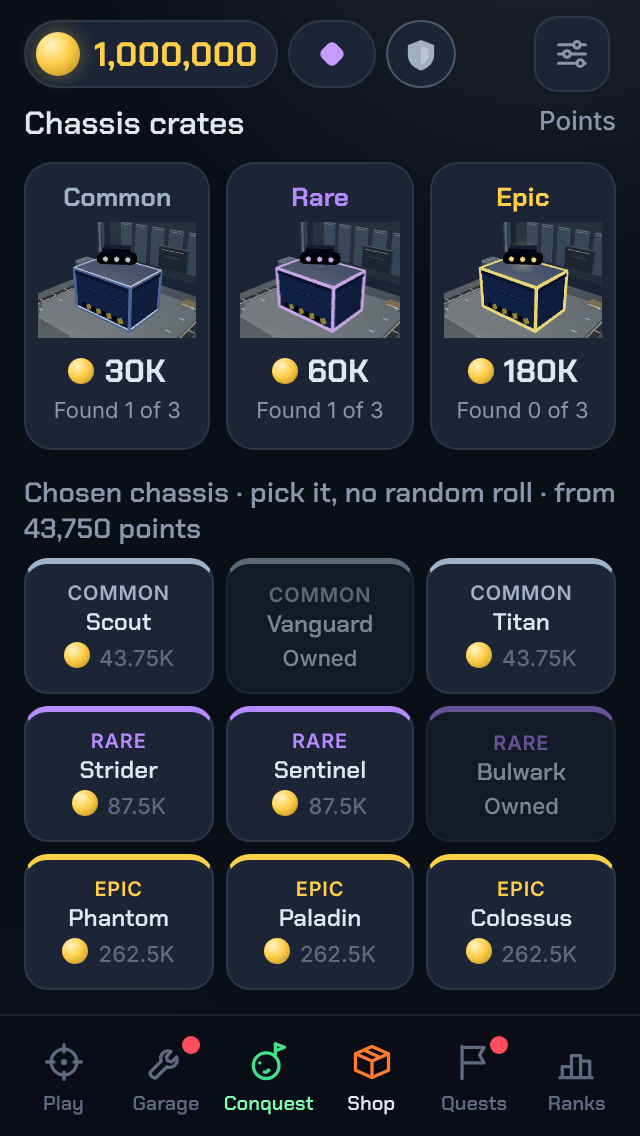 1,000,000
Chassis crates
Points
Common
Rare
Epic
30K
60K
180K
Found 1 of 3
Found 1 of 3
Found 0 of 3
Chosen chassis · pick it, no random roll · from
43,750 points
COMMON
Scout
43.75K
COMMON
Vanguard
Owned
COMMON
Titan
43.75K
RARE
Strider
87.5K
RARE
Sentinel
87.5K
RARE
Bulwark
Owned
EPIC
Phantom
262.5K
EPIC
Paladin
262.5K
EPIC
Colossus
262.5K
Play
Garage
Conquest
Shop
Quests
Ranks